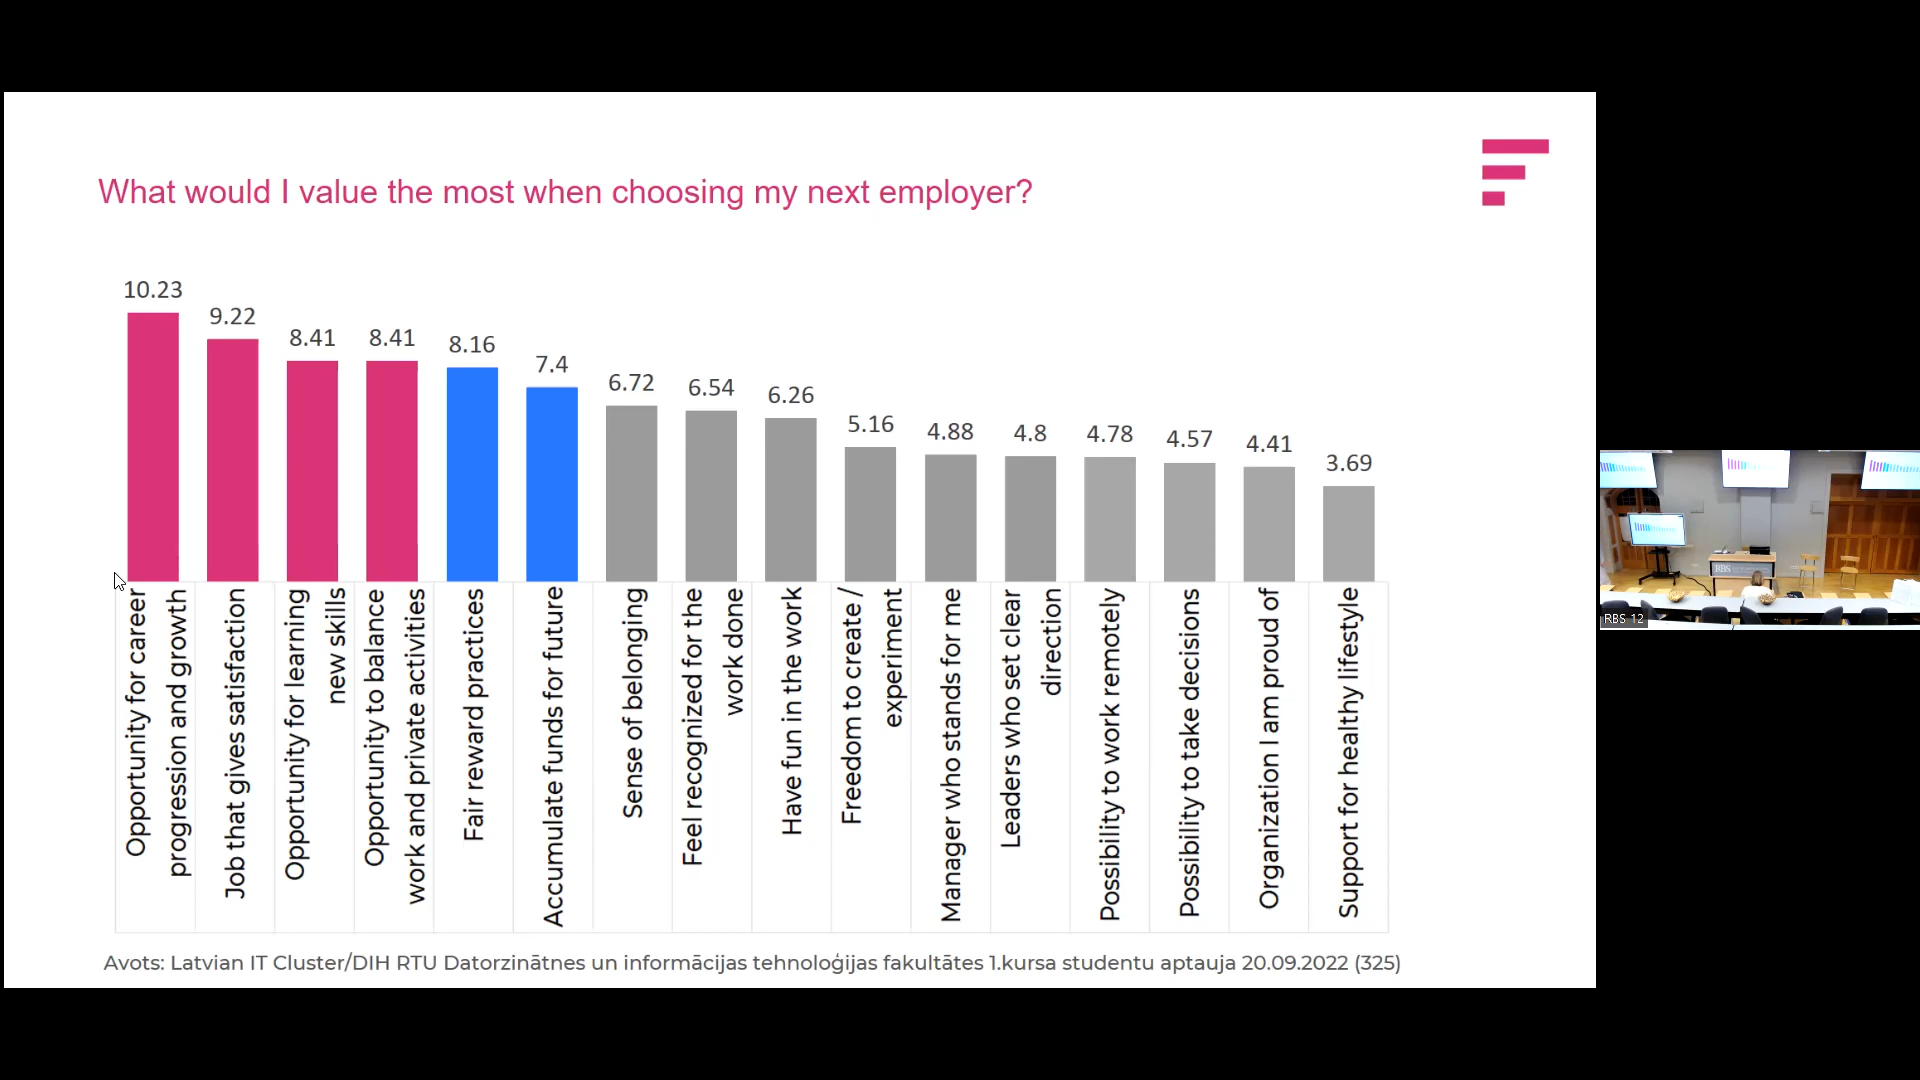 What would I value the most when choosing my next employer?
10.23
9.22
8.41
8.41
8.16
7.4
6.72
6.54
6.26
5.16
4.88
4.8
4.78
4.57
4.41
3.69
Opportunity for career
progression and growth
Job that gives satisfaction
Opportunity for learning
new skills
Opportunity to balance
work and private activities
Fair reward practices
Accumulate funds for future
Sense of belonging
Feel recognized for the
work done
Have fun in the work
Freedom to create /
experiment
Manager who stands for me
Leaders who set clear
direction
Possibility to work remotely
Possibility to take decisions
Organization I am proud of
Support for healthy lifestyle
Avots: Latvian IT Cluster/DIH RTU Datorzinātnes un informācijas tehnoloģijas fakultātes 1.kursa studentu aptauja 20.09.2022 (325)
RBS
RBS 12